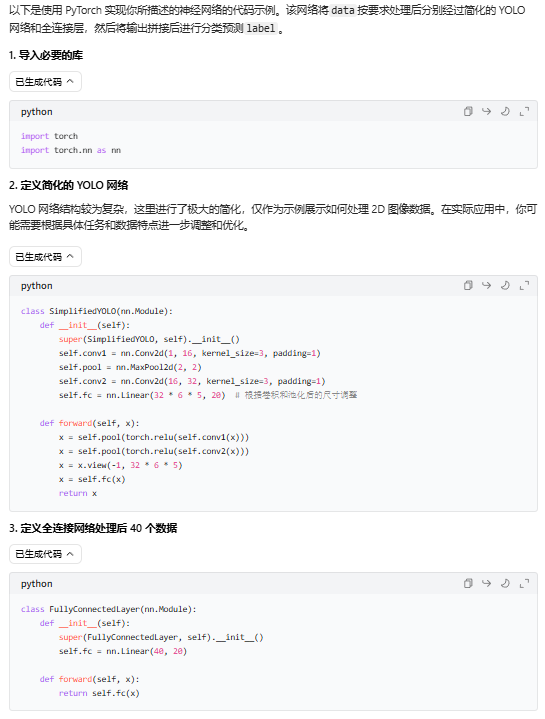 以下是使用 PyTorch 实现你所描述的神经网络的代码示例。该网络将 data 按要求处理后分别经过简化的 YOLO
网络和全连接层，然后将输出拼接后进行分类预测 label 。
1. 导入必要的库
已生成代码
python
import torch
import torch.nn as nn
2. 定义简化的 YOLO 网络
YOLO 网络结构较为复杂，这里进行了极大的简化，仅作为示例展示如何处理 2D 图像数据。在实际应用中，你可
能需要根据具体任务和数据特点进一步调整和优化。
已生成代码
python
class SimplifiedYOLO(nn.Module):
    def __init__(self):
        super(SimplifiedYOLO, self).__init__()
        self.conv1 = nn.Conv2d(1, 16, kernel_size=3, padding=1)
        self.pool = nn.MaxPool2d(2, 2)
        self.conv2 = nn.Conv2d(16, 32, kernel_size=3, padding=1)
        self.fc = nn.Linear(32 * 6 * 5, 20)  # 根据卷积和池化后的尺寸调整
    def forward(self, x):
        x = self.pool(torch.relu(self.conv1(x)))
        x = self.pool(torch.relu(self.conv2(x)))
        x = x.view(-1, 32 * 6 * 5)
        x = self.fc(x)
        return x
3. 定义全连接网络处理后 40 个数据
已生成代码
python
class FullyConnectedLayer(nn.Module):
    def __init__(self):
        super(FullyConnectedLayer, self).__init__()
        self.fc = nn.Linear(40, 20)
    def forward(self, x):
        return self.fc(x)